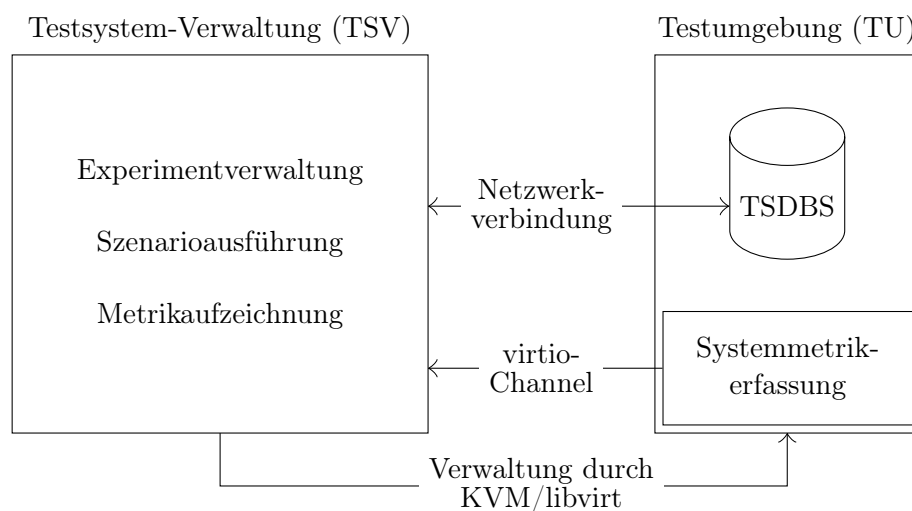 Testsystem-Verwaltung (TSV)
Testumgebung (TU)
Experimentverwaltung
Szenarioausführung
Metrikaufzeichnung
Netzwerk-
verbindung
TSDBS
virtio-
Channel
Systemmetrik-
erfassung
Verwaltung durch
KVM/libvirt